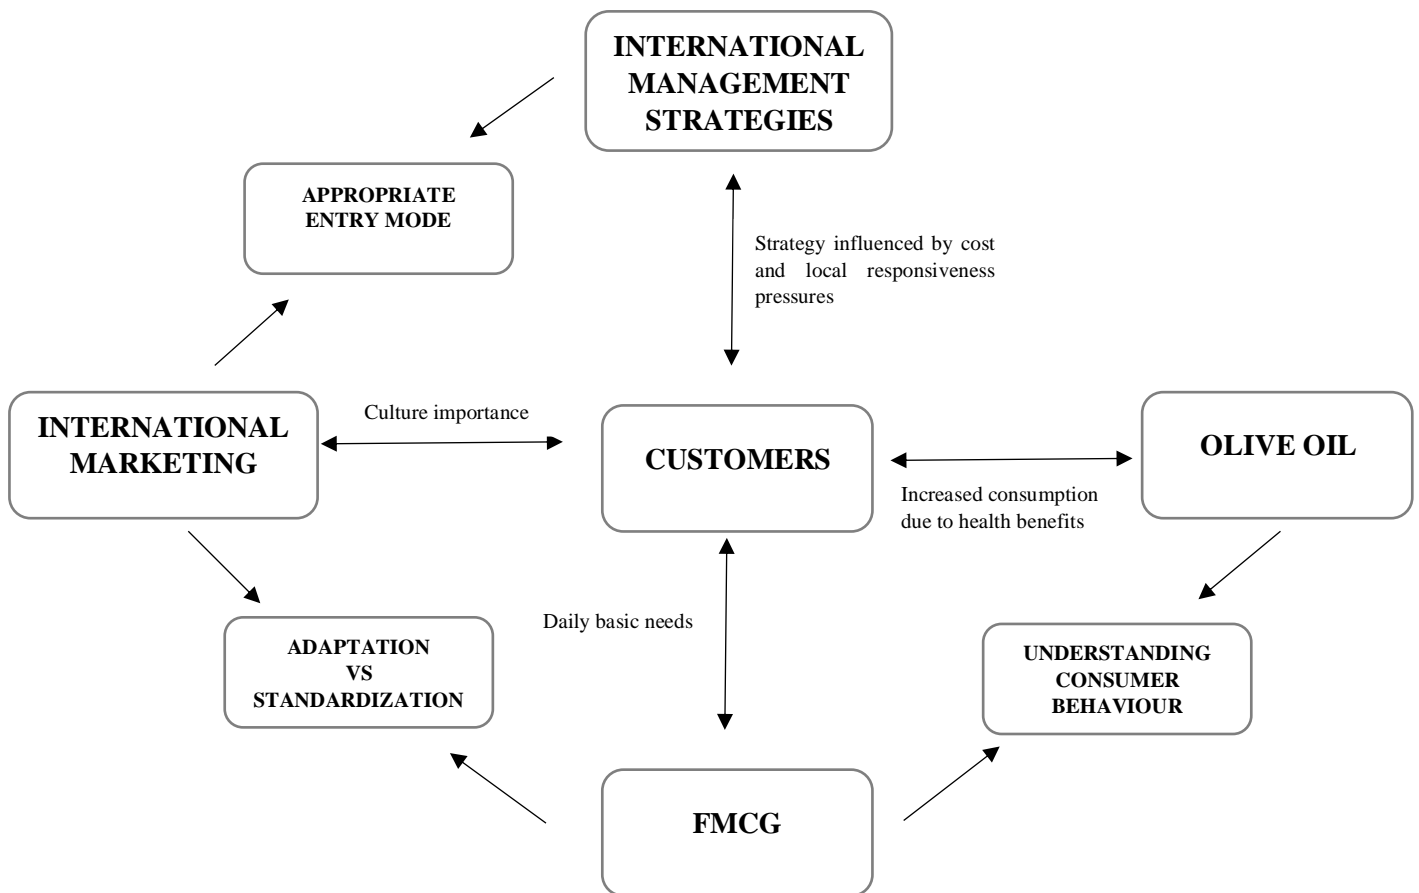 INTERNATIONAL
MANAGEMENT
STRATEGIES
APPROPRIATE
ENTRY MODE
Strategy influenced by cost
and local responsiveness
pressures
INTERNATIONAL
MARKETING
Culture importance
CUSTOMERS
OLIVE OIL
Increased consumption
due to health benefits
Daily basic needs
ADAPTATION
VS
STANDARDIZATION
UNDERSTANDING
CONSUMER
BEHAVIOUR
FMCG